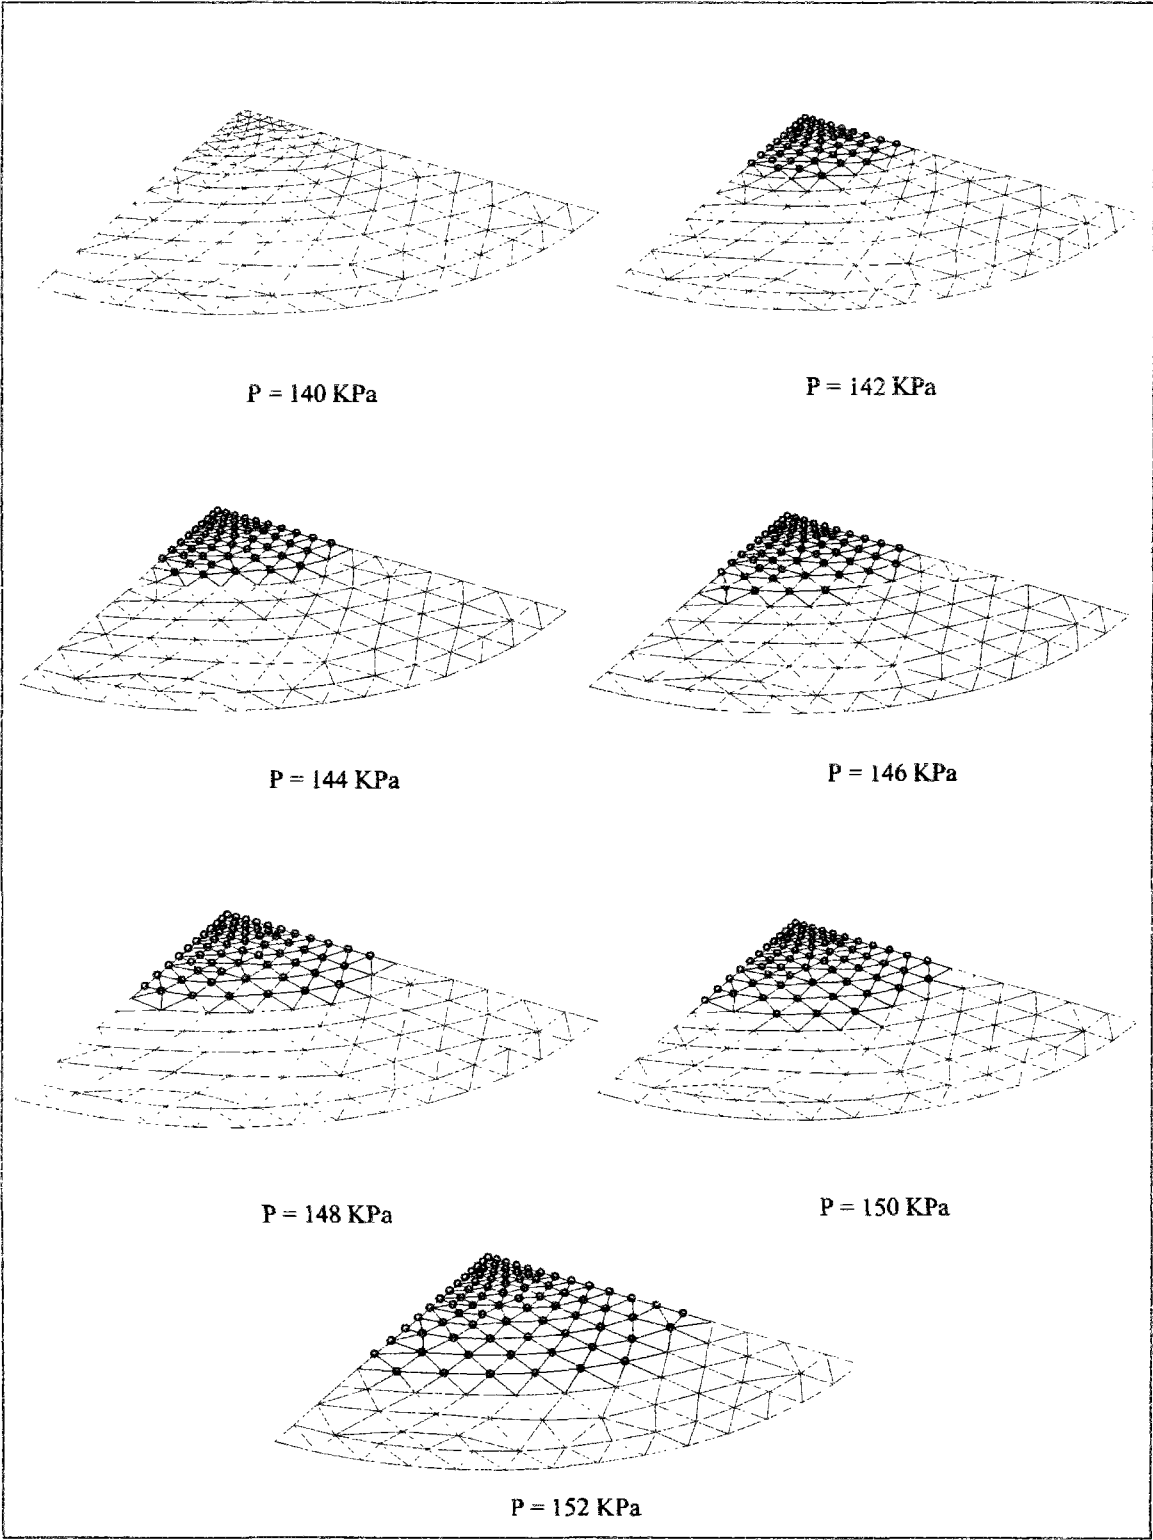 P = 140 KPa
P = 142 KPa
P = 144 KPa
P = 146 KPa
P = 148 KPa
P = 150 KPa
P = 152 KPa